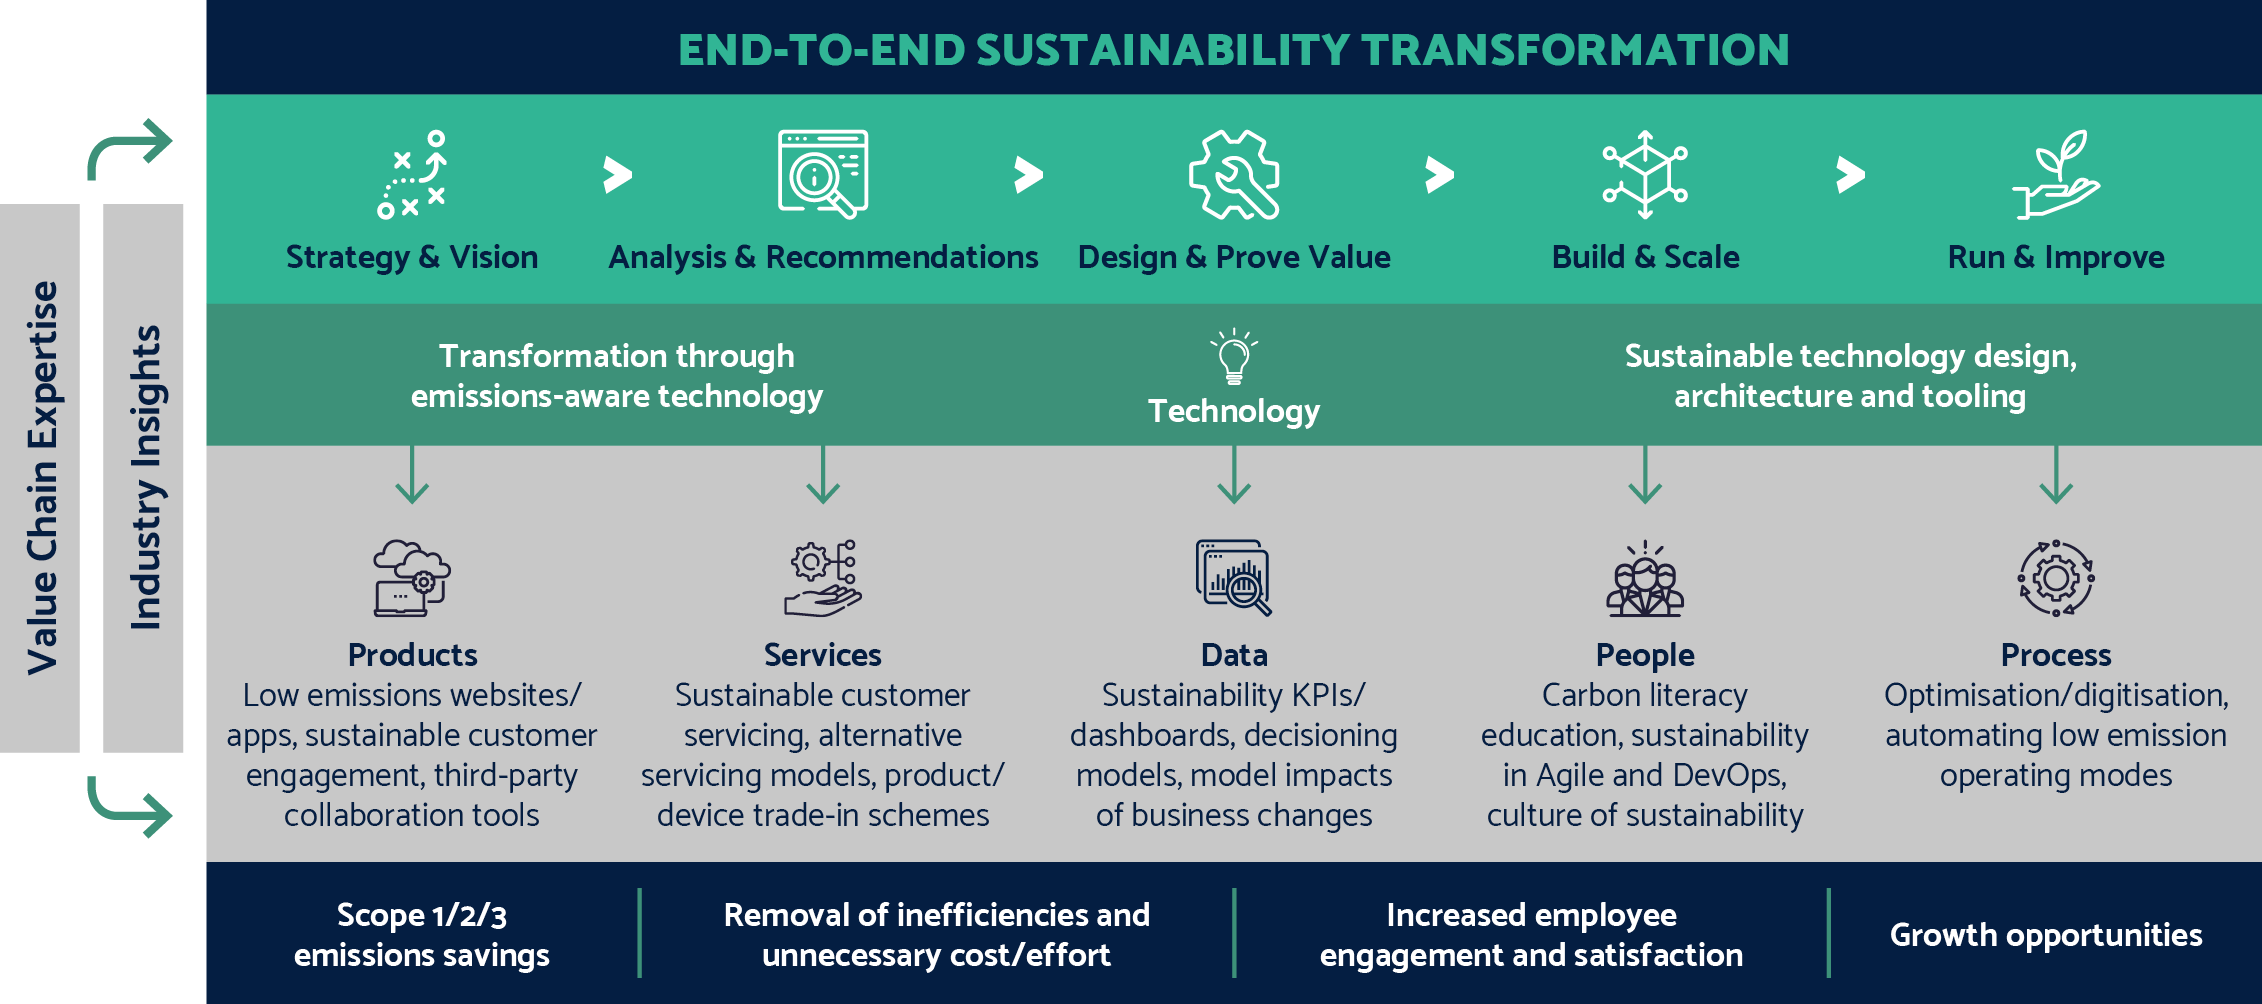 END-TO-END SUSTAINABILITY TRANSFORMATION
Value Chain Expertise
Industry Insights
Strategy & Vision
Analysis & Recommendations
Design & Prove Value
Build & Scale
Run & Improve
Transformation through
emissions-aware technology
Technology
Sustainable technology design,
architecture and tooling
Products
Low emissions websites/
apps, sustainable customer
engagement, third-party
collaboration tools
Services
Sustainable customer
servicing, alternative
servicing models, product/
device trade-in schemes
Data
Sustainability KPIs/
dashboards, decisioning
models, model impacts
of business changes
People
Carbon literacy
education, sustainability
in Agile and DevOps,
culture of sustainability
Process
Optimisation/digitisation,
automating low emission
operating modes
Scope 1/2/3
emissions savings
Removal of inefficiencies and
unnecessary cost/effort
Increased employee
engagement and satisfaction
Growth opportunities